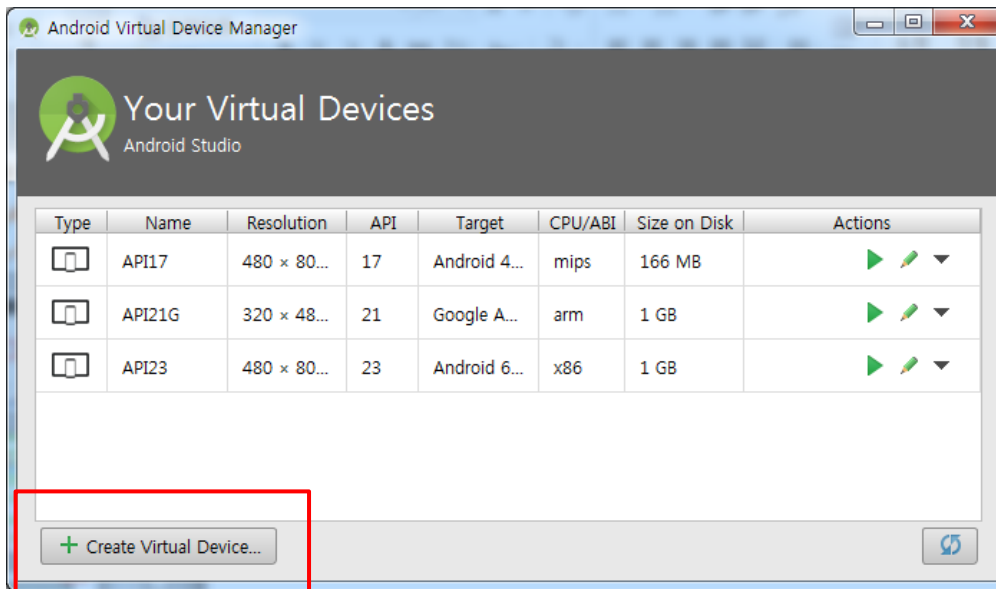 Android Virtual Device Manager
Your Virtual Devices
Android Studio
Type Name Resolution API Target CPU/ABI Size on Disk Actions
API17 480 × 80... 17 Android 4... mips 166 MB
API21G 320 × 48... 21 Google A... arm 1 GB
API23 480 × 80... 23 Android 6... x86 1 GB
+ Create Virtual Device...